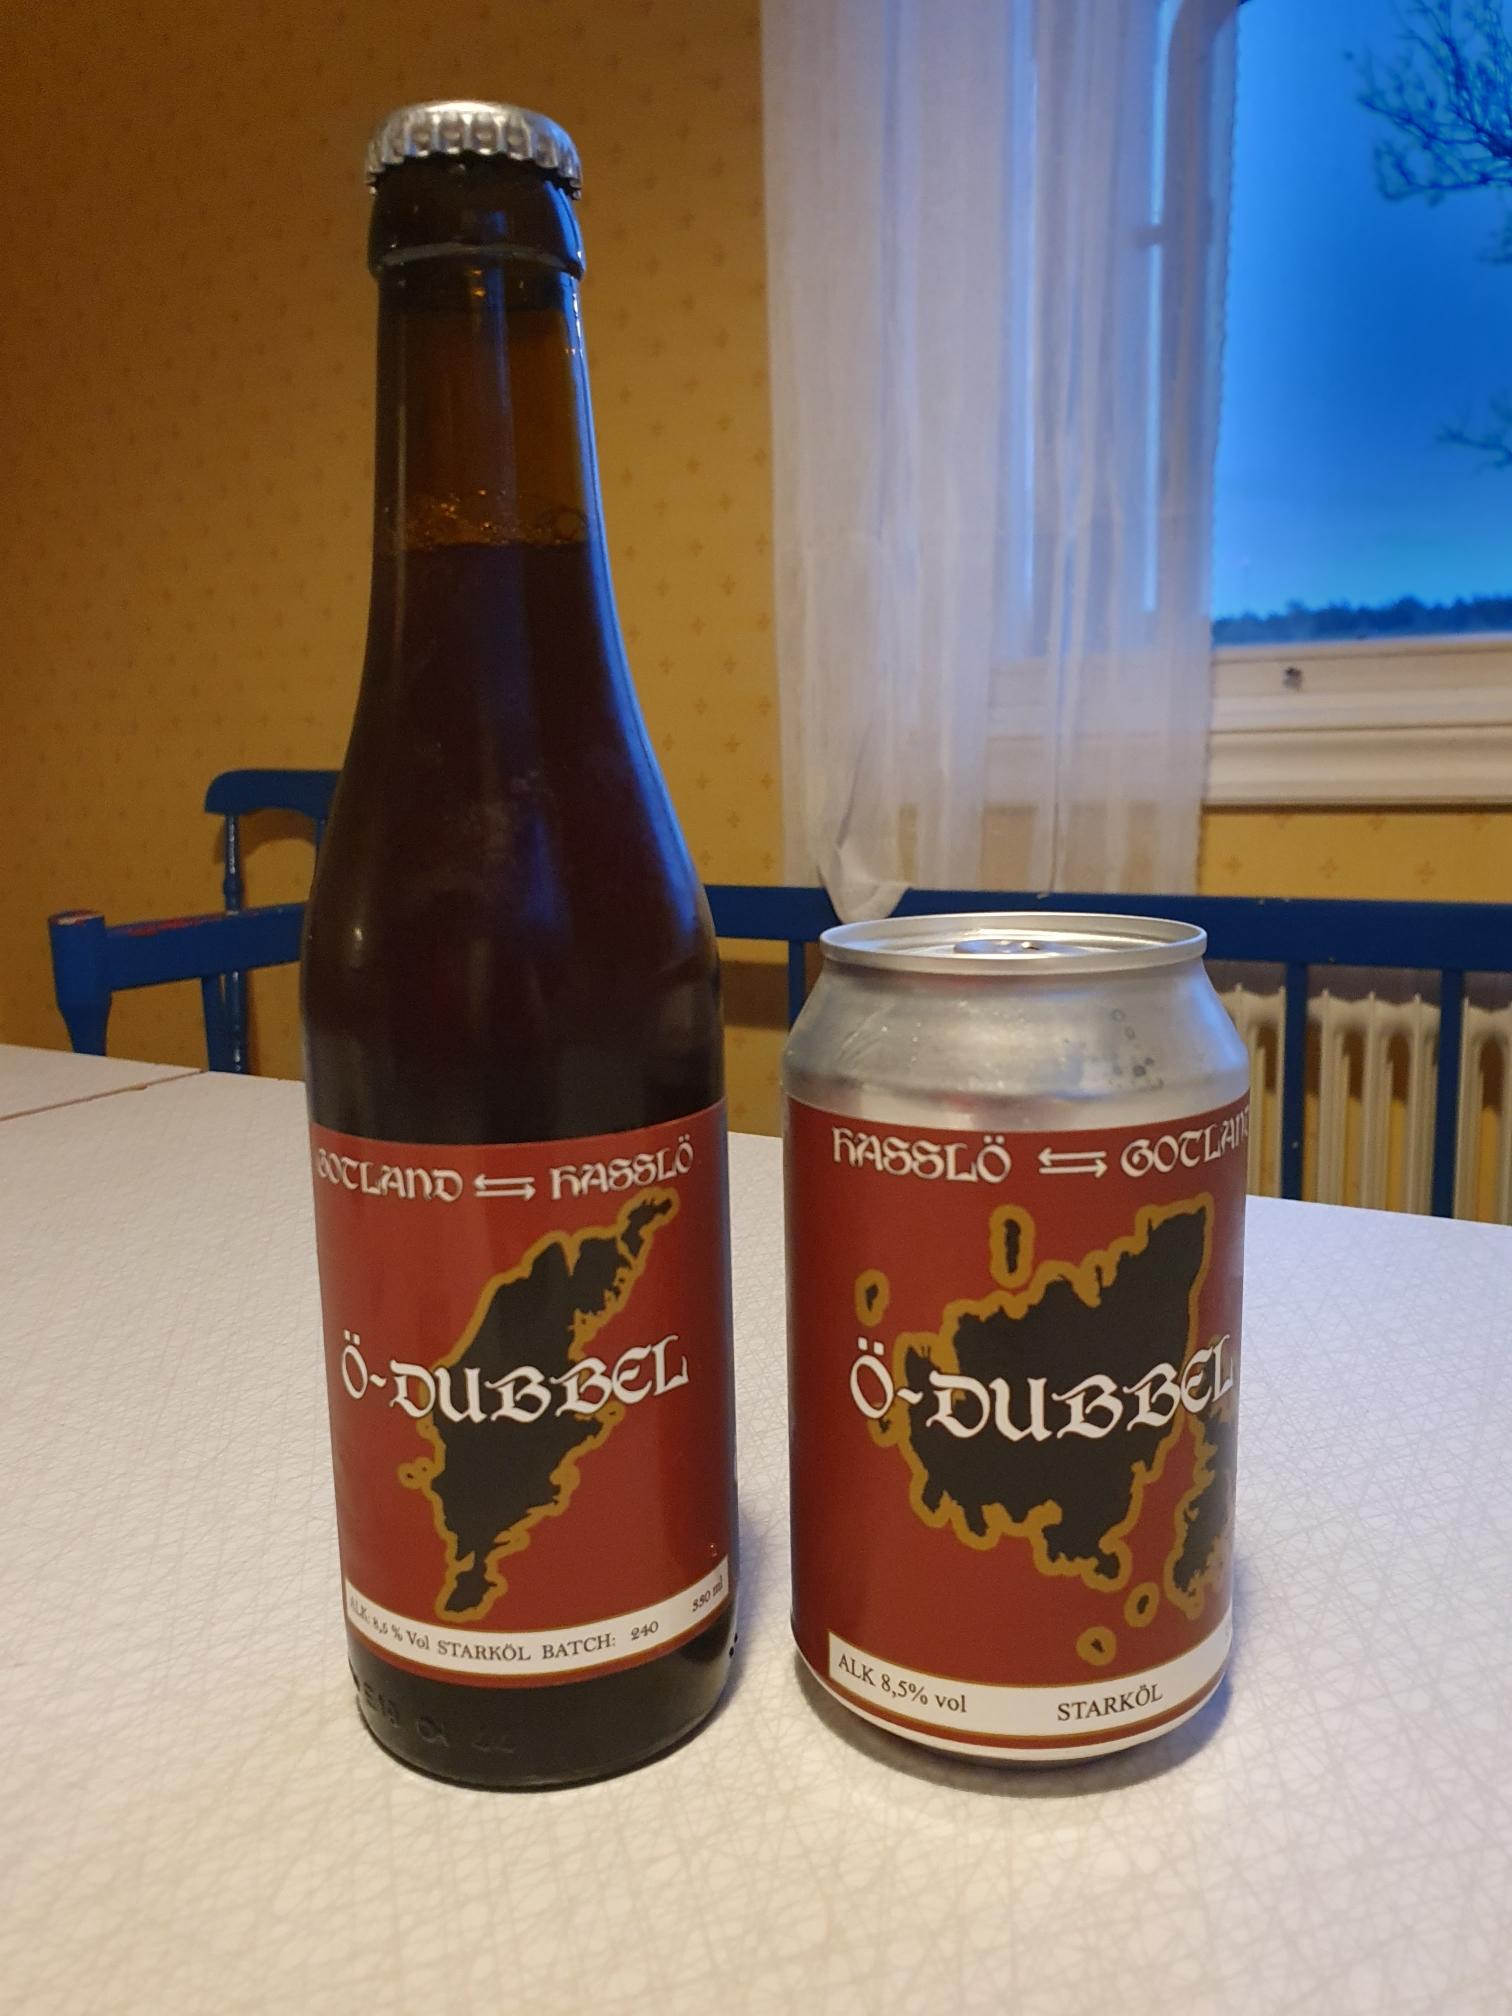 GOTLAND ⇆ HASSLÖ
Ö-DUBBEL
ALK: 8,5 % Vol STARKÖL BATCH: 240 330 ml
HASSLÖ ⇆ GOTLAND
Ö-DUBBEL
ALK 8,5% vol STARKÖL